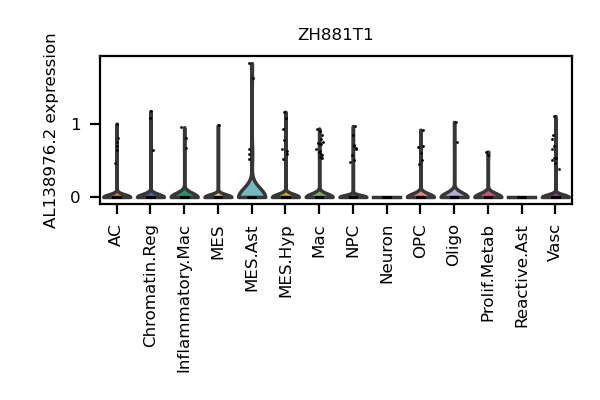 ZH881T1
AL138976.2 expression
1
0
AC
Chromatin.Reg
Inflammatory.Mac
MES
MES.Ast
MES.Hyp
Mac
NPC
Neuron
OPC
Oligo
Prolif.Metab
Reactive.Ast
Vasc